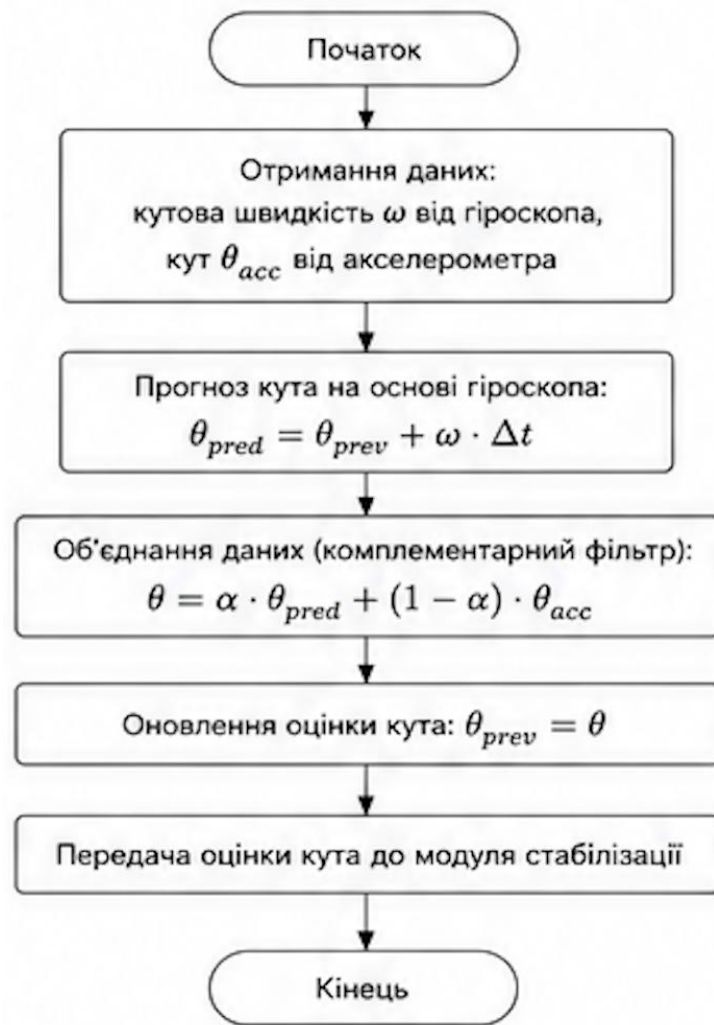 Початок
Отримання даних:
кутова швидкість ω від гіроскопа,
кут θ_acc від акселерометра
Прогноз кута на основі гіроскопа:
θ_pred = θ_prev + ω · Δt
Об'єднання даних (комплементарний фільтр):
θ = α · θ_pred + (1 − α) · θ_acc
Оновлення оцінки кута: θ_prev = θ
Передача оцінки кута до модуля стабілізації
Кінець